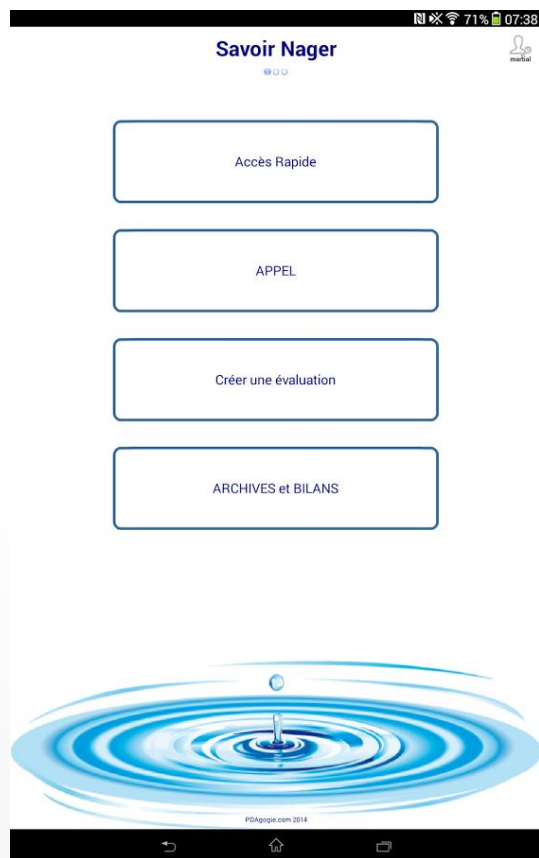 71% 07:38
Savoir Nager
martial
Accès Rapide
APPEL
Créer une évaluation
ARCHIVES et BILANS
PDAgogie.com 2014